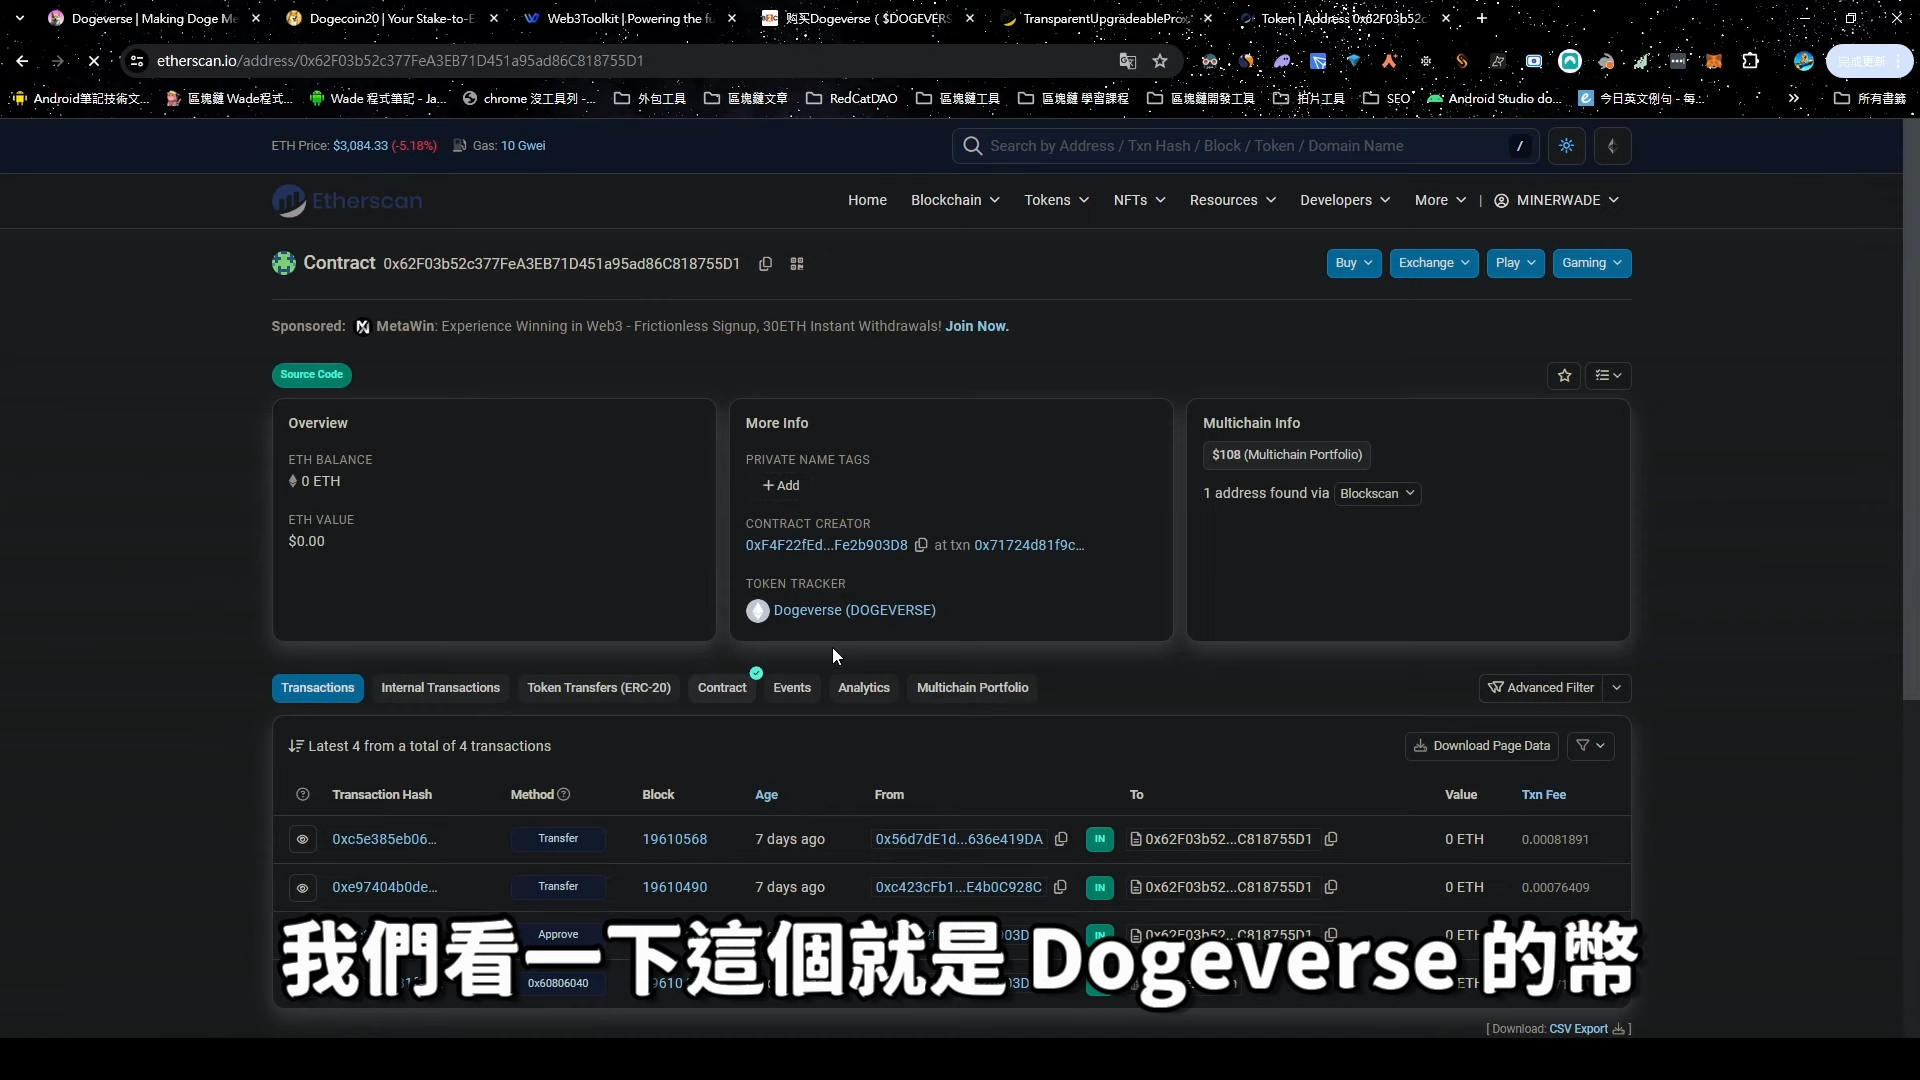 Dogeverse | Making Doge Me
Dogecoin20 | Your Stake-to-E
Web3Toolkit | Powering the fu
购买Dogeverse ( $DOGEVERS
TransparentUpgradeablePro
Token | Address 0x62F03b52c
etherscan.io/address/0x62F03b52c377FeA3EB71D451a95ad86C818755D1
完成更新
Android筆記技術文...
區塊鏈 Wade程式...
Wade 程式筆記 - Ja...
chrome 沒工具列 -...
外包工具
區塊鏈文章
RedCatDAO
區塊鏈工具
區塊鏈 學習課程
區塊鏈開發工具
拍片工具
SEO
Android Studio do...
今日英文例句 - 每...
所有書籤
ETH Price: $3,084.33 (-5.18%)
Gas: 10 Gwei
Search by Address / Txn Hash / Block / Token / Domain Name
/
Etherscan
Home
Blockchain
Tokens
NFTs
Resources
Developers
More
|
MINERWADE
Contract 0x62F03b52c377FeA3EB71D451a95ad86C818755D1
Buy
Exchange
Play
Gaming
Sponsored: MetaWin: Experience Winning in Web3 - Frictionless Signup, 30ETH Instant Withdrawals! Join Now.
Source Code
Overview
ETH BALANCE
0 ETH
ETH VALUE
$0.00
More Info
PRIVATE NAME TAGS
+ Add
CONTRACT CREATOR
0xF4F22fEd...Fe2b903D8 at txn 0x71724d81f9c...
TOKEN TRACKER
Dogeverse (DOGEVERSE)
Multichain Info
$108 (Multichain Portfolio)
1 address found via Blockscan
Transactions
Internal Transactions
Token Transfers (ERC-20)
Contract
Events
Analytics
Multichain Portfolio
Advanced Filter
Latest 4 from a total of 4 transactions
Download Page Data
Transaction Hash Method Block Age From To Value Txn Fee
0xc5e385eb06... Transfer 19610568 7 days ago 0x56d7dE1d...636e419DA IN 0x62F03b52...C818755D1 0 ETH 0.00081891
0xe97404b0de... Transfer 19610490 7 days ago 0xc423cFb1...E4b0C928C IN 0x62F03b52...C818755D1 0 ETH 0.00076409
Approve IN 0x62F03b52...C818755D1
0x60806040
我們看一下這個就是 Dogeverse 的幣
[ Download: CSV Export ]